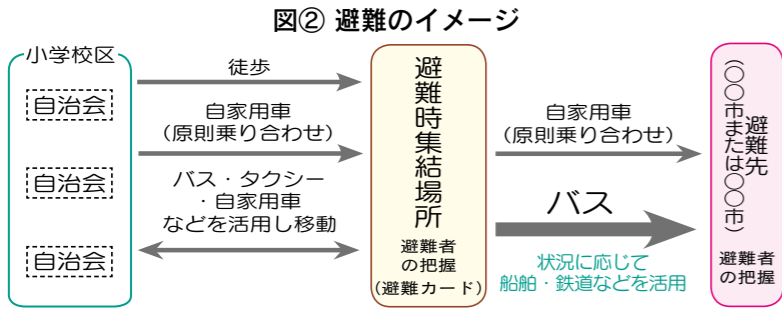 図② 避難のイメージ
小学校区
自治会
自治会
自治会
徒歩
自家用車
(原則乗り合わせ)
バス・タクシー
・自家用車
などを活用し移動
避難時集結場所
避難者
の把握
(避難カード)
自家用車
(原則乗り合わせ)
バス
状況に応じて
船舶・鉄道などを活用
避難先
(○○市または○○市)
避難者
の把握